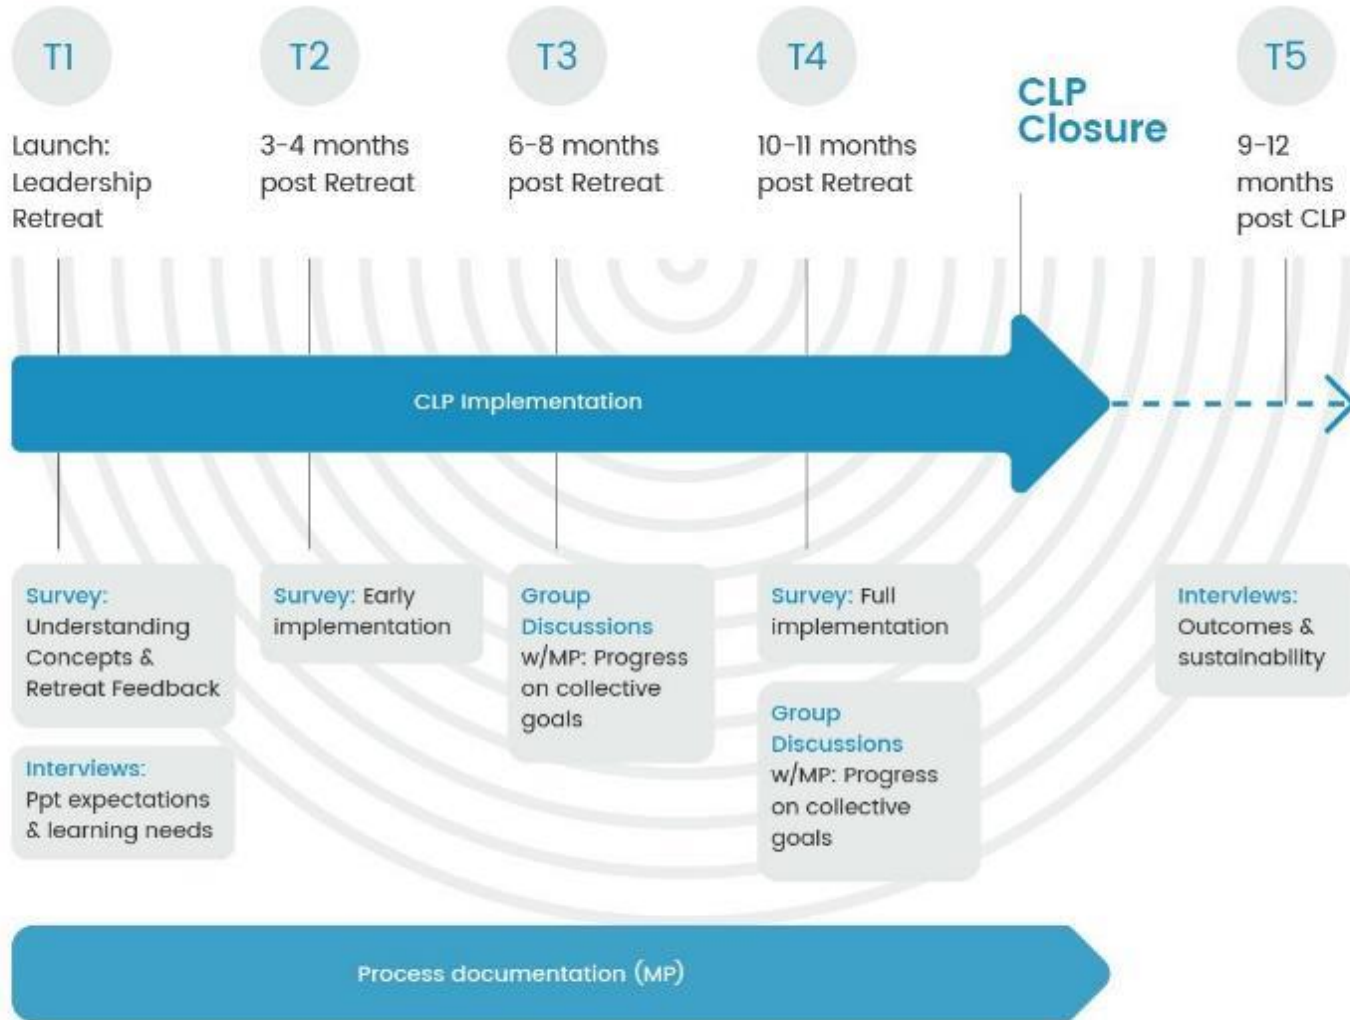 T1
Launch:
Leadership
Retreat
T2
3-4 months
post Retreat
T3
6-8 months
post Retreat
T4
10-11 months
post Retreat
CLP
Closure
T5
9-12
months
post CLP
CLP Implementation
Survey:
Understanding
Concepts &
Retreat Feedback
Interviews:
Ppt expectations
& learning needs
Survey: Early
implementation
Group
Discussions
w/MP: Progress
on collective
goals
Survey: Full
implementation
Group
Discussions
w/MP: Progress
on collective
goals
Interviews:
Outcomes &
sustainability
Process documentation (MP)